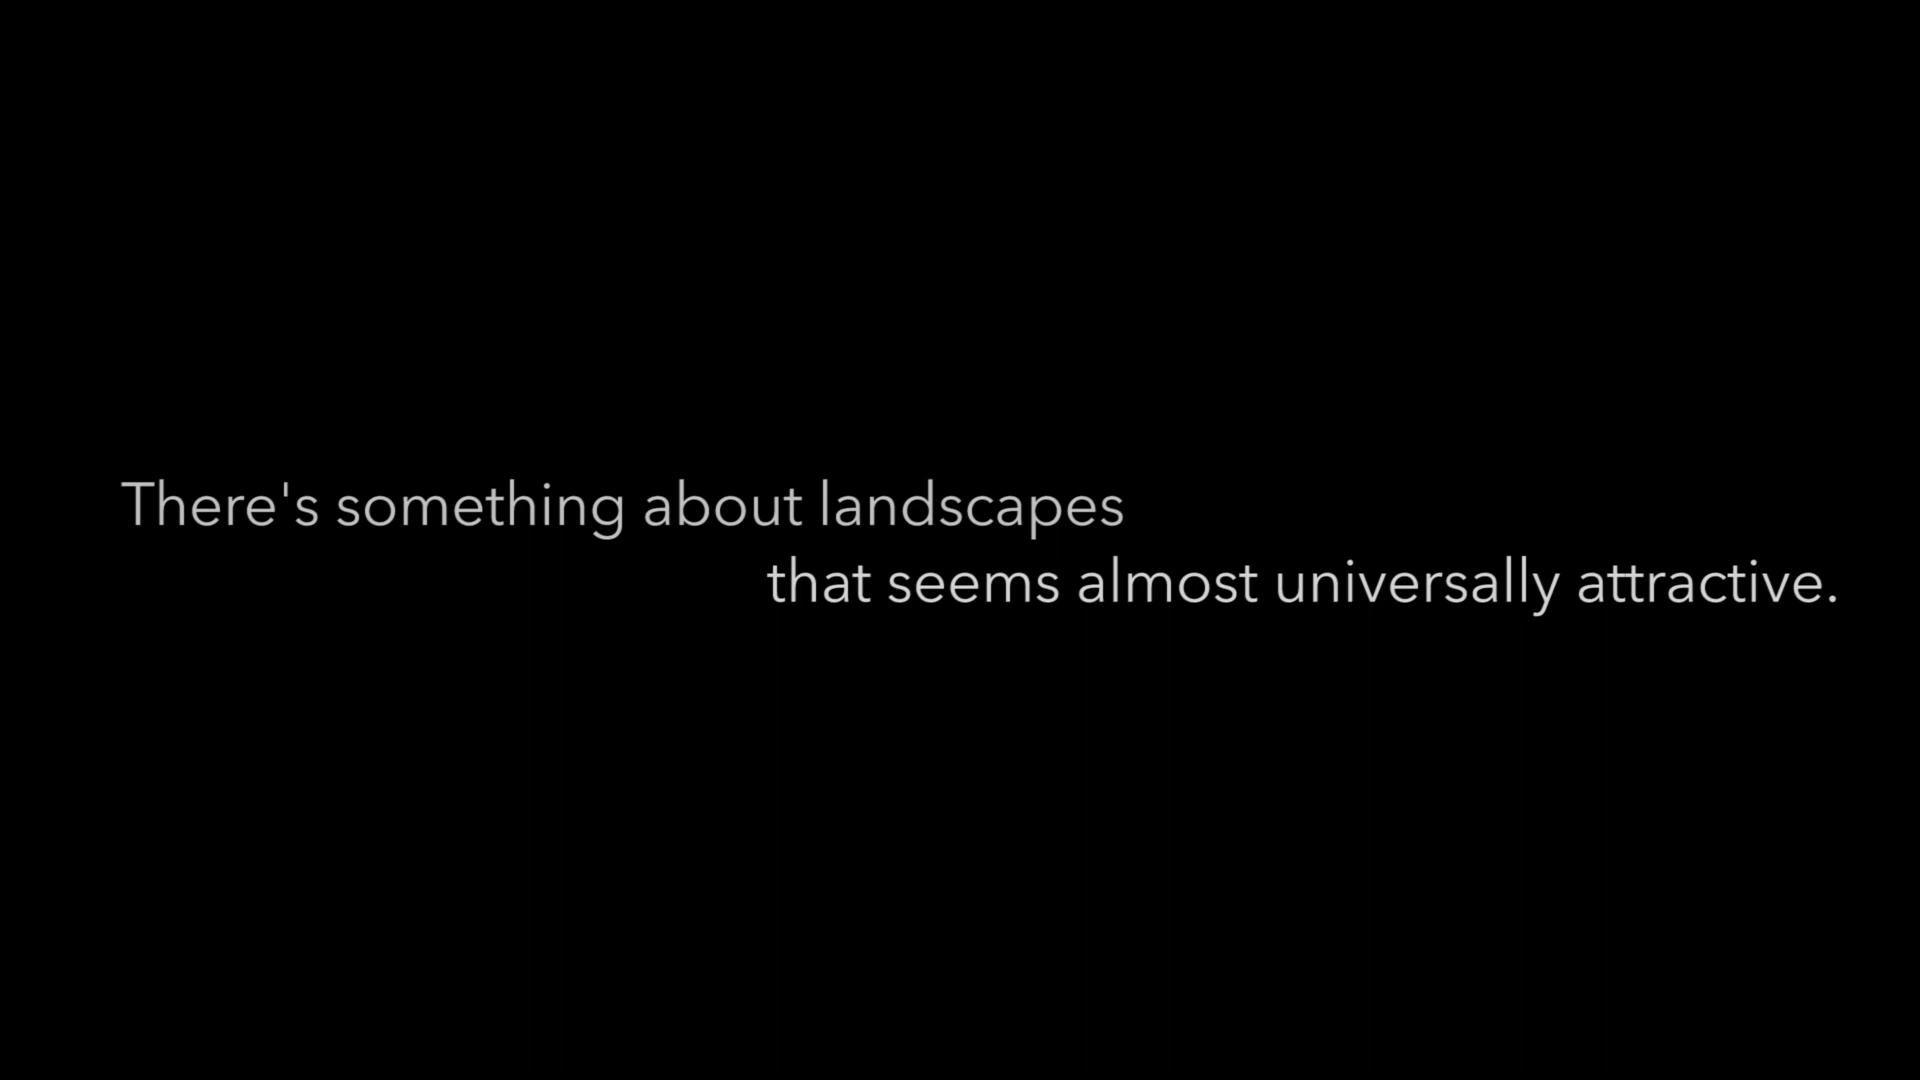 There's something about landscapes
that seems almost universally attractive.